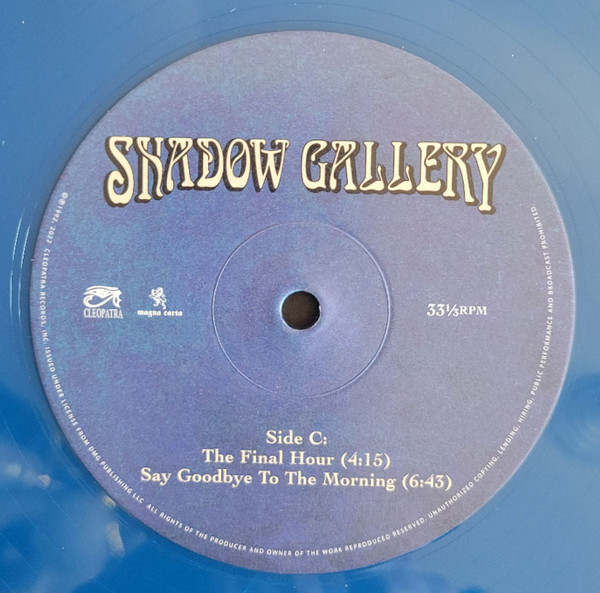 SHADOW GALLERY
CLEOPATRA
magna carta
33⅓RPM
Side C:
The Final Hour (4:15)
Say Goodbye To The Morning (6:43)
©℗1992, 2022 CLEOPATRA RECORDS, INC. ISSUED UNDER LICENSE FROM DMG PUBLISHING LLC ALL RIGHTS OF THE PRODUCER AND OWNER OF THE WORK REPRODUCED RESERVED. UNAUTHORIZED COPYING, LENDING, HIRING, PUBLIC PERFORMANCE AND BROADCAST PROHIBITED.